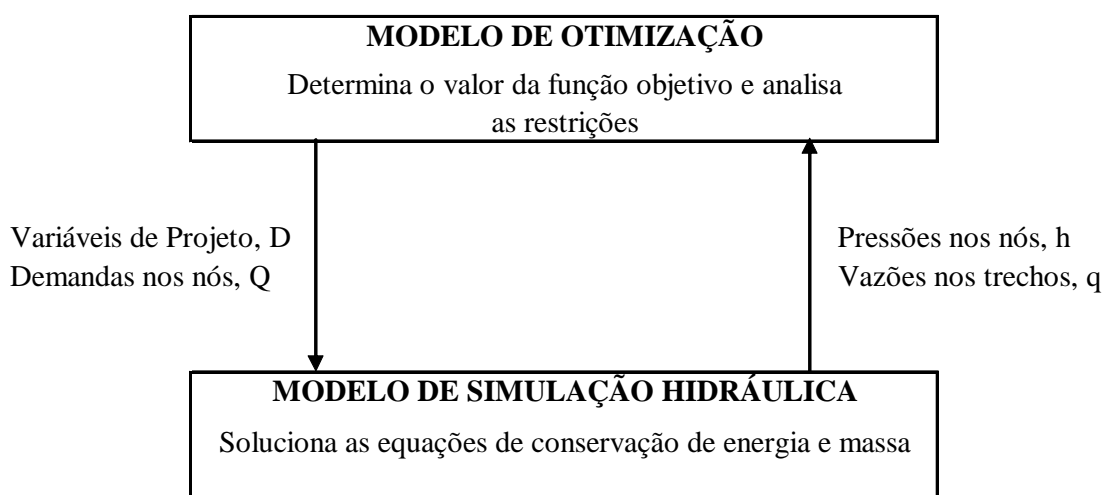 MODELO DE OTIMIZAÇÃO
Determina o valor da função objetivo e analisa
as restrições
Variáveis de Projeto, D
Demandas nos nós, Q
Pressões nos nós, h
Vazões nos trechos, q
MODELO DE SIMULAÇÃO HIDRÁULICA
Soluciona as equações de conservação de energia e massa